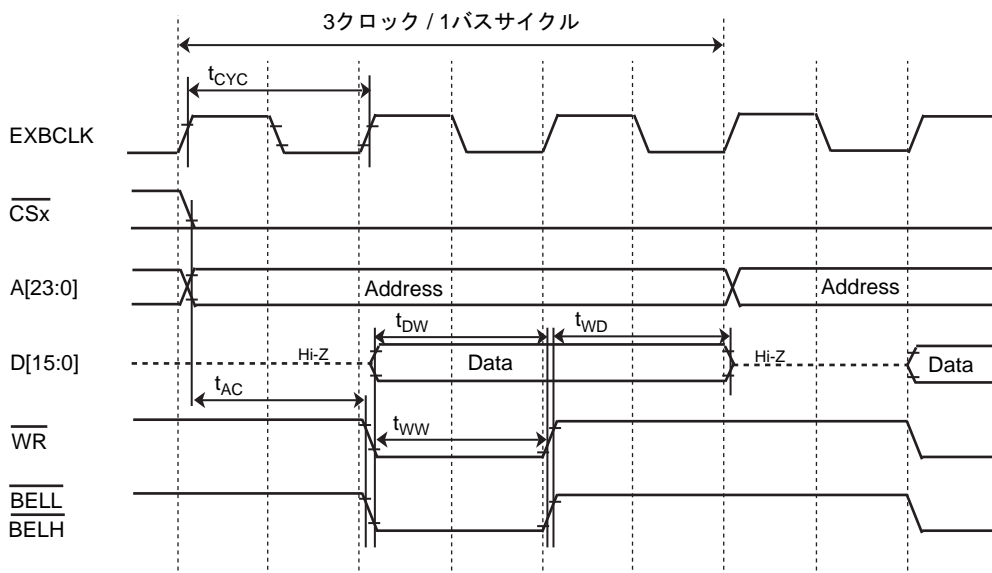 3クロック / 1バスサイクル
tCYC
EXBCLK
CSx
A[23:0]
Address
Address
tDW
tWD
D[15:0]
Hi-Z
Data
Hi-Z
Data
tAC
tWW
WR
BELL
BELH